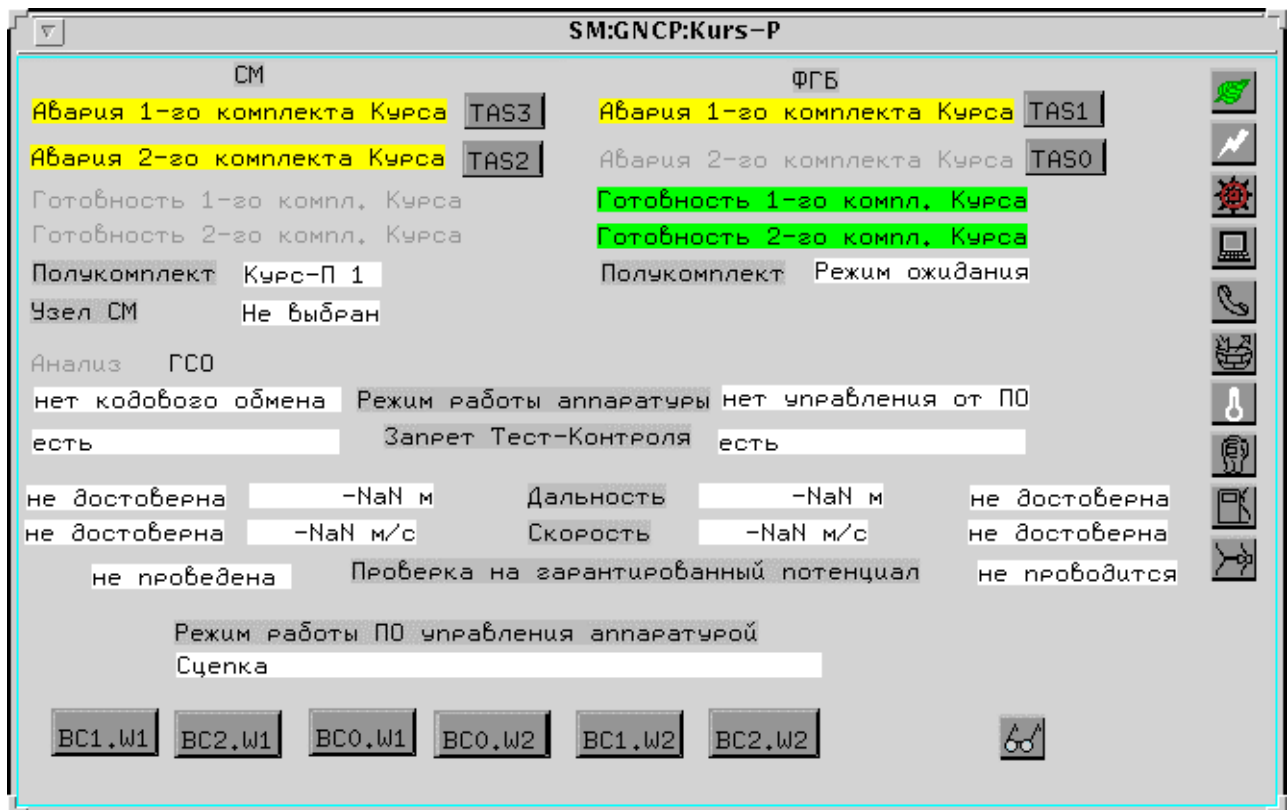 SM:GNCP:Kurs-P
СМ ФГБ
Авария 1-го комплекта Курса TAS3 Авария 1-го комплекта Курса TAS1
Авария 2-го комплекта Курса TAS2 Авария 2-го комплекта Курса TAS0
Готовность 1-го компл. Курса Готовность 1-го компл. Курса
Готовность 2-го компл. Курса Готовность 2-го компл. Курса
Полукомплект Курс-П 1 Полукомплект Режим ожидания
Узел СМ Не выбран
Анализ ГСО
нет кодового обмена Режим работы аппаратуры нет управления от ПО
есть Запрет Тест-Контроля есть
не достоверна -NaN м Дальность -NaN м не достоверна
не достоверна -NaN м/с Скорость -NaN м/с не достоверна
не проведена Проверка на гарантированный потенциал не проводится
Режим работы ПО управления аппаратурой
Сцепка
BC1.W1 BC2.W1 BC0.W1 BC0.W2 BC1.W2 BC2.W2